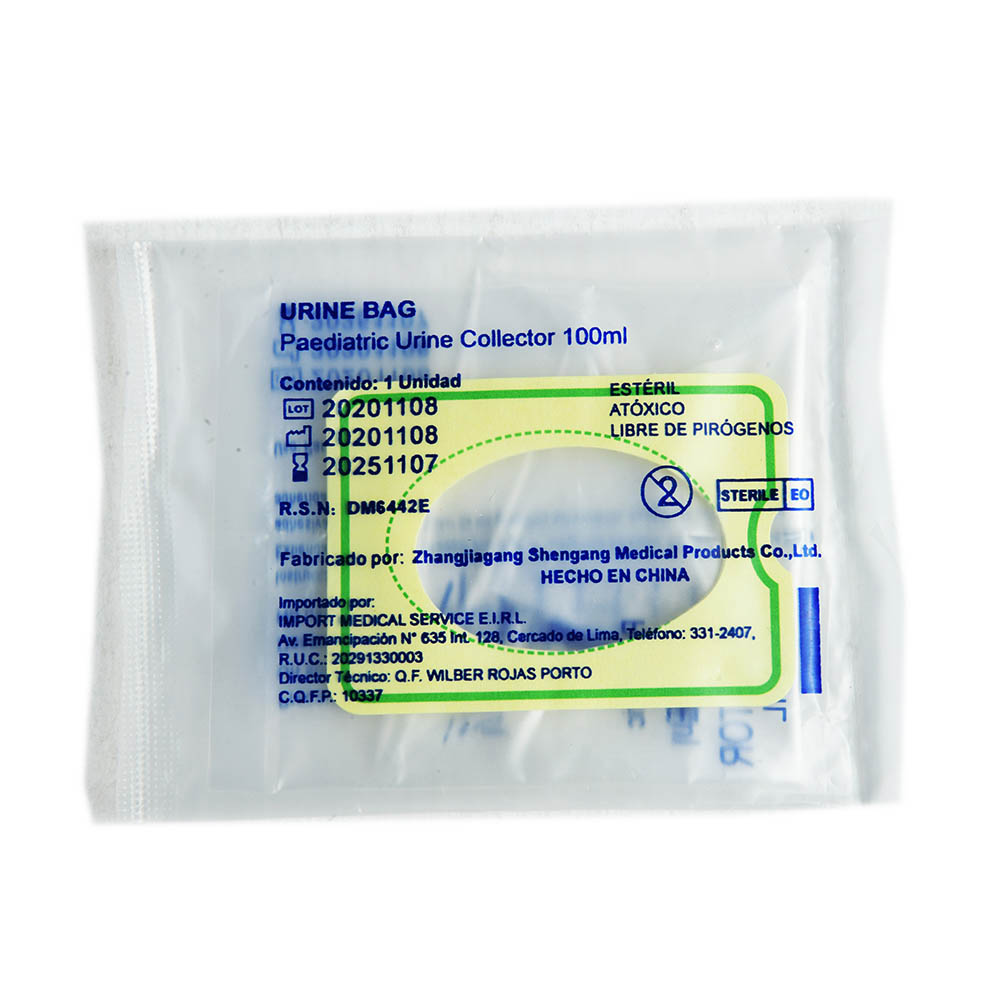 URINE BAG
Paediatric Urine Collector 100ml
Contenido: 1 Unidad
LOT 20201108
20201108
20251107
R.S.N: DM6442E
ESTÉRIL
ATÓXICO
LIBRE DE PIRÓGENOS
2
STERILE EO
Fabricado por: Zhangjiagang Shengang Medical Products Co.,Ltd.
HECHO EN CHINA
Importado por:
IMPORT MEDICAL SERVICE E.I.R.L.
Av. Emancipación N° 635 Int. 128, Cercado de Lima, Teléfono: 331-2407,
R.U.C.: 20291330003
Director Técnico: Q.F. WILBER ROJAS PORTO
C.Q.F.P.: 10337